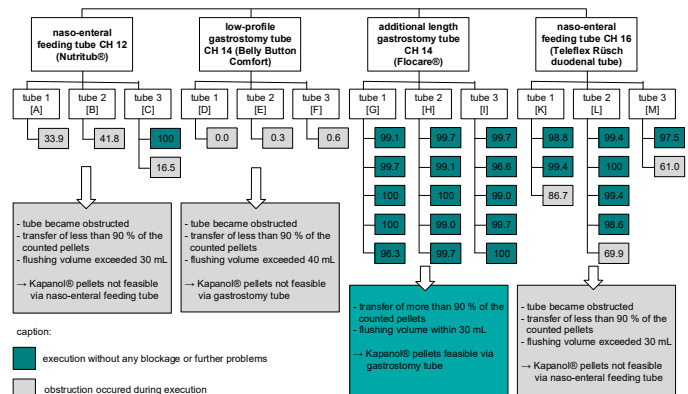 naso-enteral
feeding tube CH 12
(Nutritub®)
low-profile
gastrostomy tube
CH 14 (Belly Button
Comfort)
additional length
gastrostomy tube
CH 14
(Flocare®)
naso-enteral
feeding tube CH 16
(Teleflex Rüsch
duodenal tube)
tube 1
[A]
tube 2
[B]
tube 3
[C]
tube 1
[D]
tube 2
[E]
tube 3
[F]
tube 1
[G]
tube 2
[H]
tube 3
[I]
tube 1
[K]
tube 2
[L]
tube 3
[M]
33.9 41.8 100 0.0 0.3 0.6 99.1 99.7 99.7 98.8 99.4 97.5
16.5 99.7 99.1 96.6 99.4 100 61.0
100 100 99.0 86.7 99.4
100 99.0 99.7 98.6
96.3 99.7 100 69.9
- tube became obstructed
- transfer of less than 90 % of the
counted pellets
- flushing volume exceeded 30 mL
→ Kapanol® pellets not feasible
via naso-enteral feeding tube
- tube became obstructed
- transfer of less than 90 % of the
counted pellets
- flushing volume exceeded 40 mL
→ Kapanol® pellets not feasible
via gastrostomy tube
- transfer of more than 90 % of the
counted pellets
- flushing volume within 30 mL
→ Kapanol® pellets feasible via
gastrostomy tube
- tube became obstructed
- transfer of less than 90 % of the
counted pellets
- flushing volume exceeded 30 mL
→ Kapanol® pellets not feasible
via naso-enteral feeding tube
caption:
execution without any blockage or further problems
obstruction occured during execution